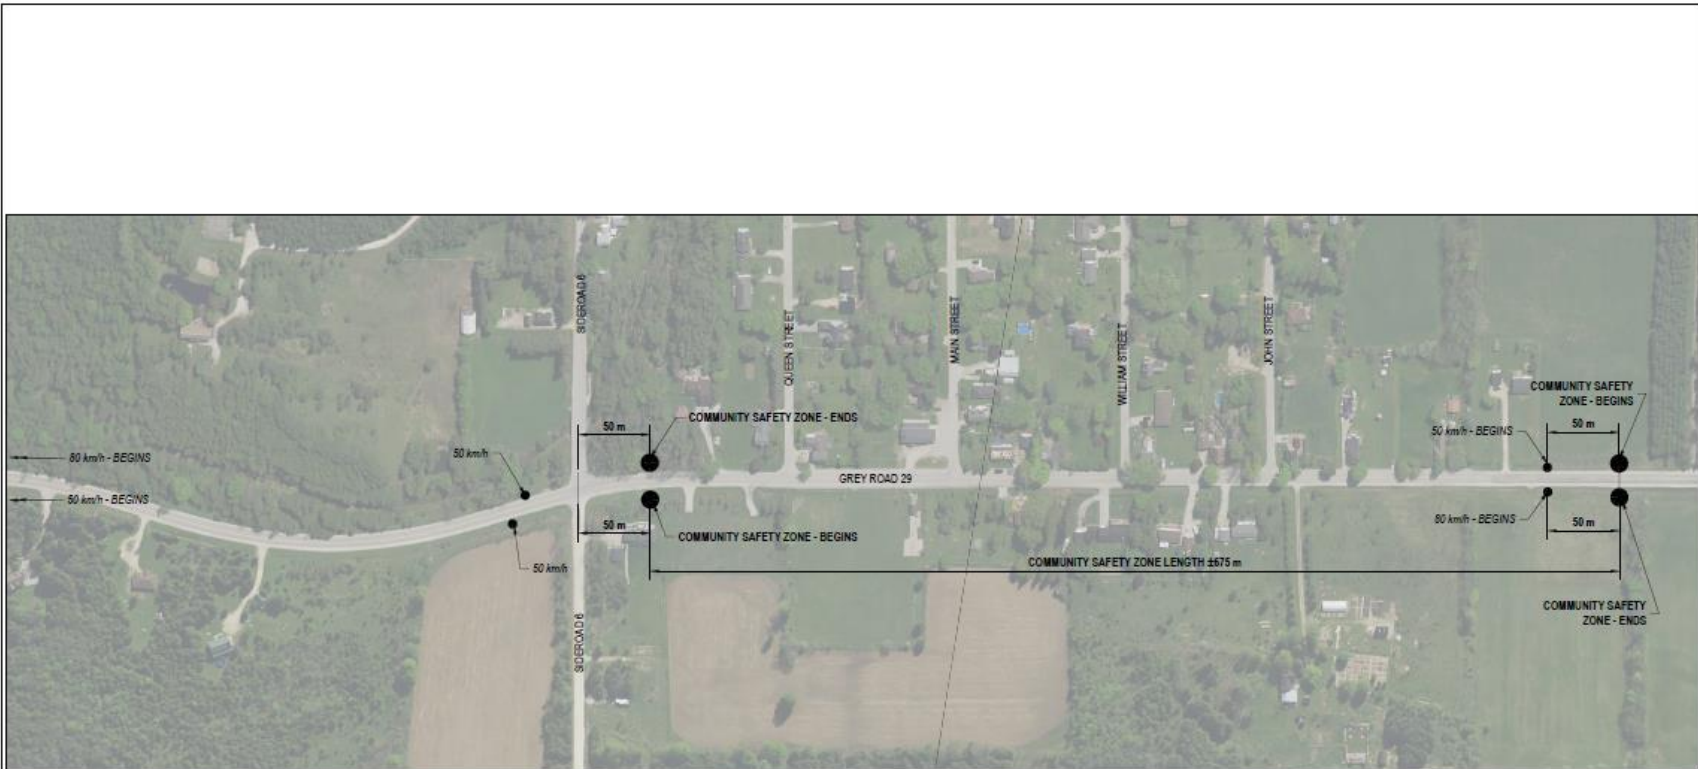 SIDEROAD 6
QUEEN STREET
MAIN STREET
WILLIAM STREET
JOHN STREET
COMMUNITY SAFETY
ZONE - BEGINS
COMMUNITY SAFETY ZONE - ENDS
50 m
50 m
50 km/h - BEGINS
50 km/h
80 km/h - BEGINS
GREY ROAD 29
50 km/h - BEGINS
80 km/h - BEGINS
50 m
50 m
COMMUNITY SAFETY ZONE - BEGINS
COMMUNITY SAFETY ZONE LENGTH ±675 m
50 km/h
COMMUNITY SAFETY
ZONE - ENDS
SIDEROAD 6